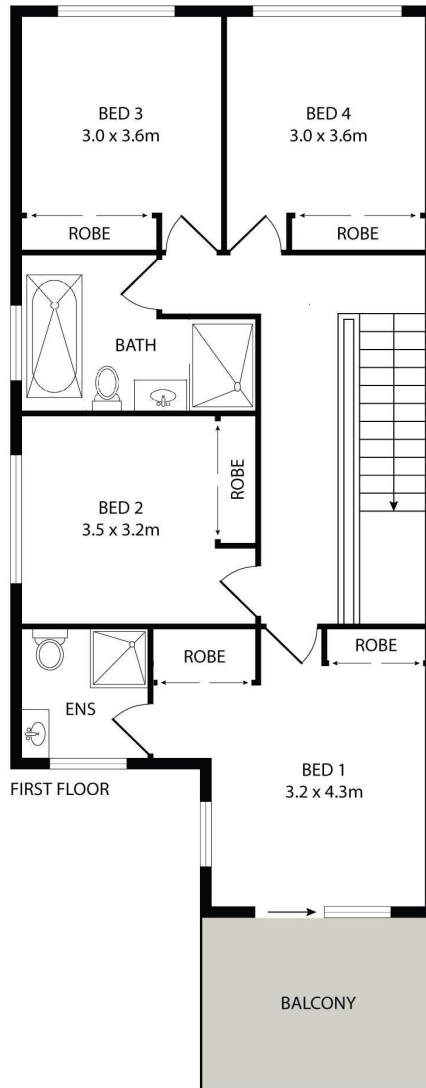 BED 3
3.0 x 3.6m
BED 4
3.0 x 3.6m
ROBE
ROBE
BATH
ROBE
BED 2
3.5 x 3.2m
ROBE
ROBE
ENS
BED 1
3.2 x 4.3m
FIRST FLOOR
BALCONY